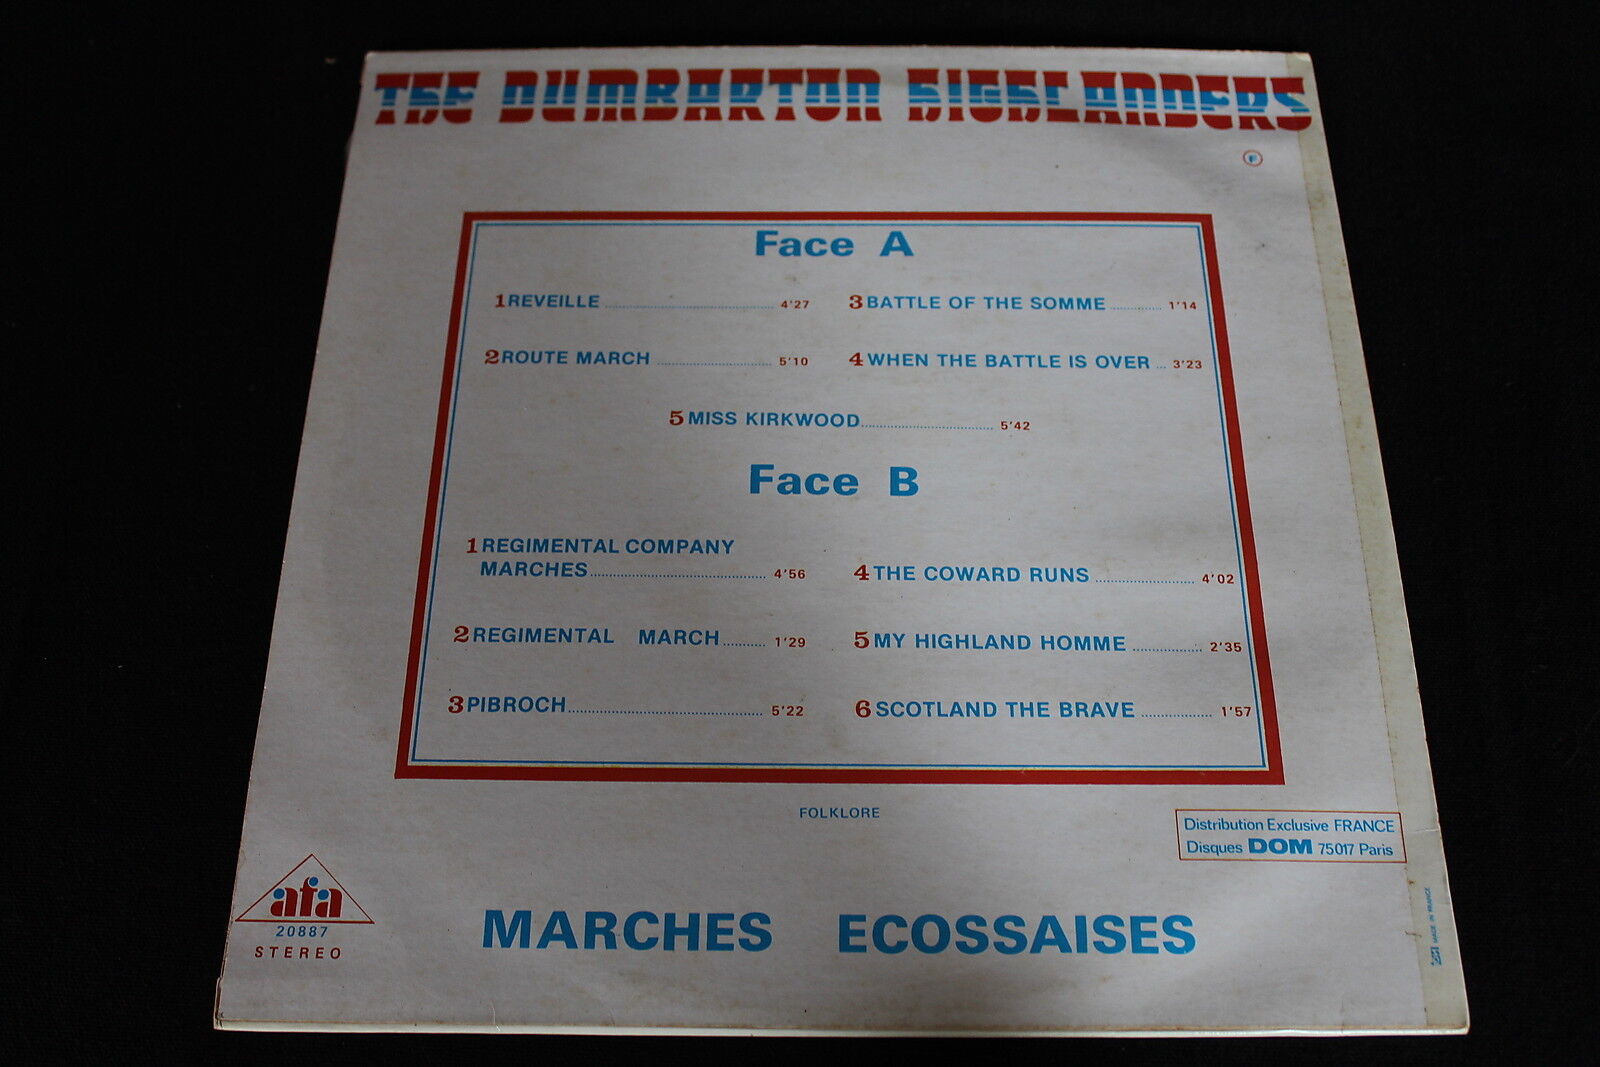 THE DUMBARTON HIGHLANDERS
F
Face A
1 REVEILLE 4'27
2 ROUTE MARCH 5'10
3 BATTLE OF THE SOMME 1'14
4 WHEN THE BATTLE IS OVER 3'23
5 MISS KIRKWOOD 5'42
Face B
1 REGIMENTAL COMPANY
MARCHES 4'56
2 REGIMENTAL MARCH 1'29
3 PIBROCH 5'22
4 THE COWARD RUNS 4'02
5 MY HIGHLAND HOMME 2'35
6 SCOTLAND THE BRAVE 1'57
FOLKLORE
Distribution Exclusive FRANCE
Disques DOM 75017 Paris
afa
20887
STEREO
MARCHES ECOSSAISES
MADE IN FRANCE